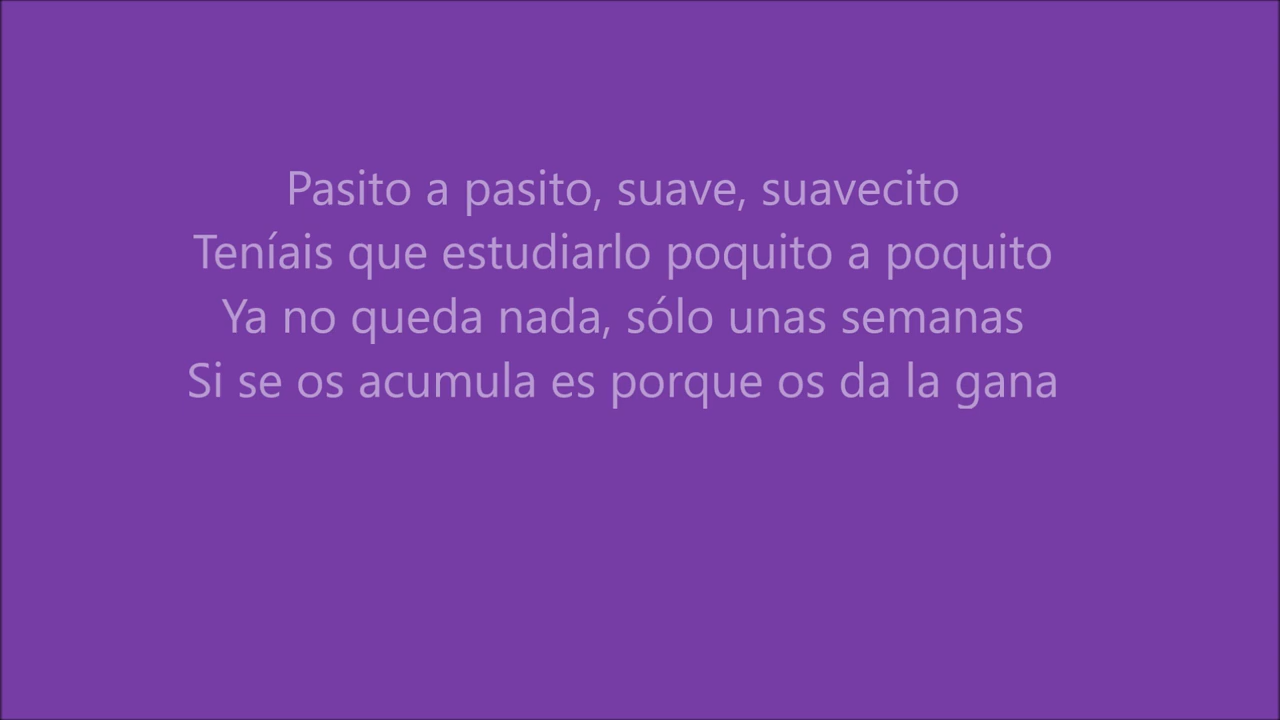 Pasito a pasito, suave, suavecito
Teníais que estudiarlo poquito a poquito
Ya no queda nada, sólo unas semanas
Si se os acumula es porque os da la gana